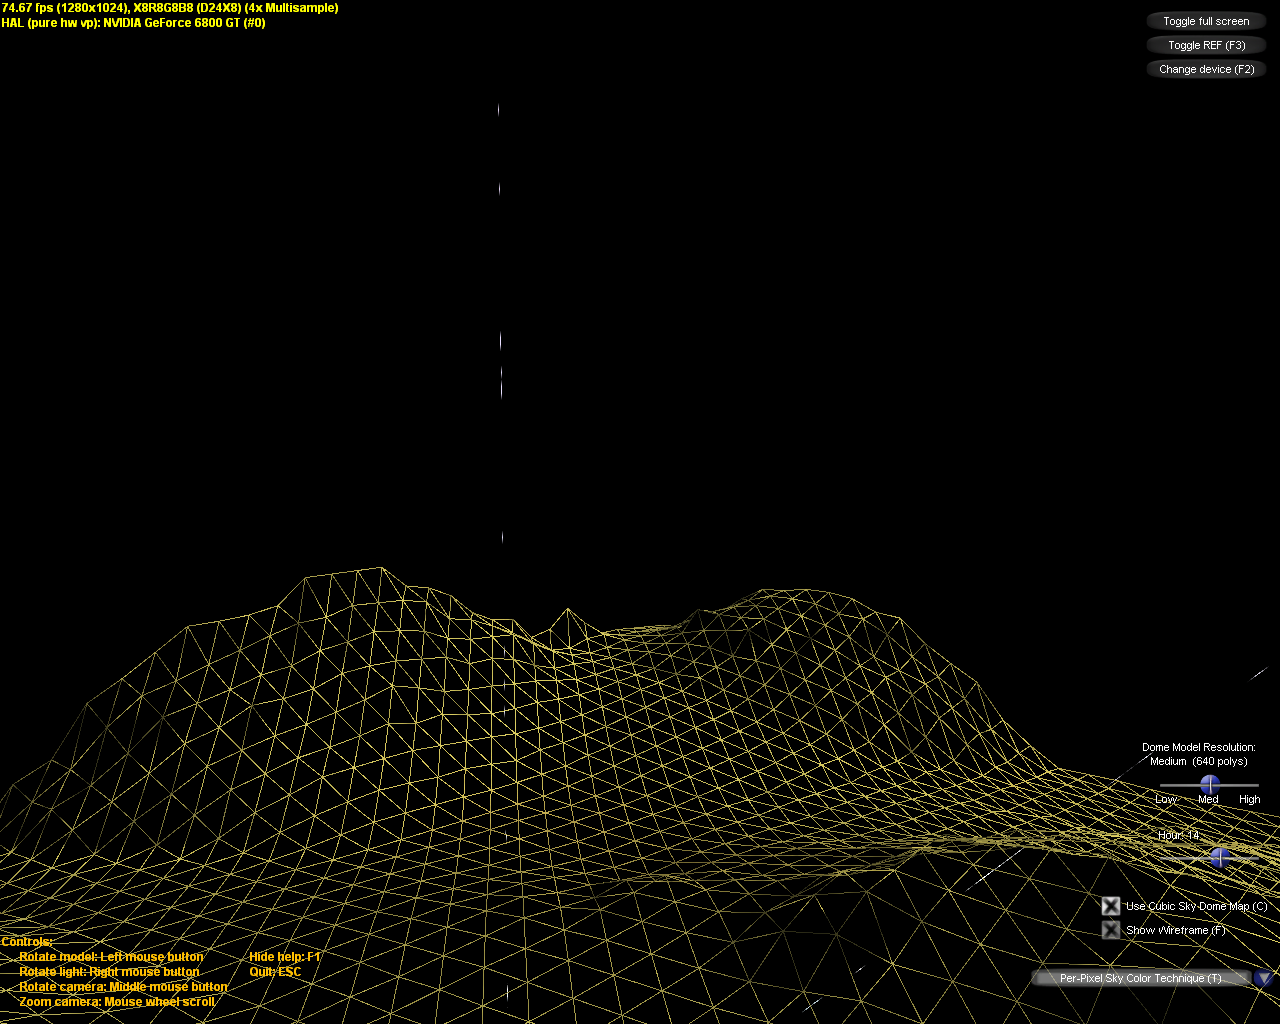 74.67 fps (1280x1024), X8R8G8B8 (D24X8) (4x Multisample)
HAL (pure hw vp): NVIDIA GeForce 6800 GT (#0)
Toggle full screen
Toggle REF (F3)
Change device (F2)
Dome Model Resolution:
Medium (640 polys)
Low Med High
Hour: 14
Use Cubic Sky-Dome Map (C)
Show Wireframe (F)
Per-Pixel Sky Color Technique (T)
Controls:
Rotate model: Left mouse button Hide help: F1
Rotate light: Right mouse button Quit: ESC
Rotate camera: Middle mouse button
Zoom camera: Mouse wheel scroll